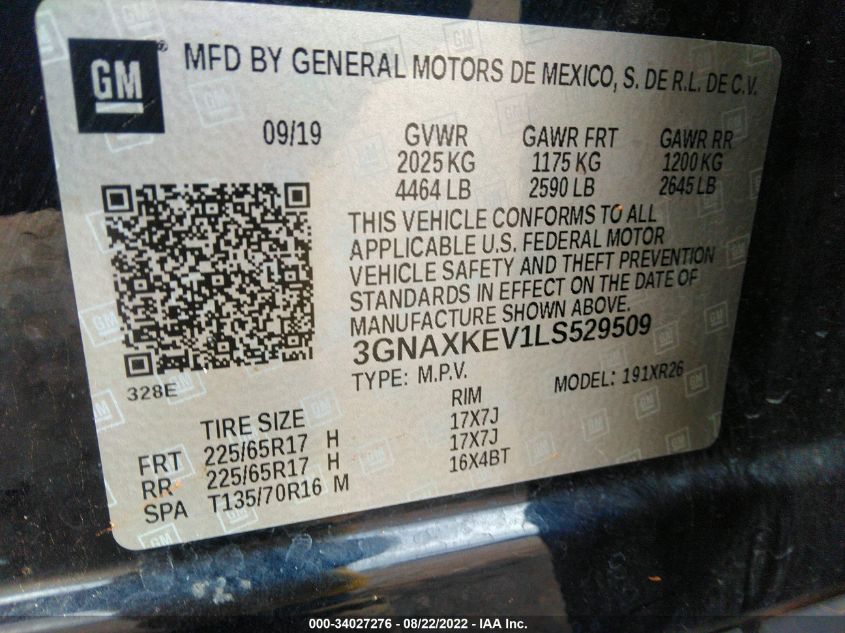 GM ® MFD BY GENERAL MOTORS DE MEXICO, S. DE R.L. DE C.V.
09/19 GVWR GAWR FRT GAWR RR
2025 KG 1175 KG 1200 KG
4464 LB 2590 LB 2645 LB
THIS VEHICLE CONFORMS TO ALL
APPLICABLE U.S. FEDERAL MOTOR
VEHICLE SAFETY AND THEFT PREVENTION
STANDARDS IN EFFECT ON THE DATE OF
MANUFACTURE SHOWN ABOVE.
3GNAXKEV1LS529509
328E
TYPE: M.P.V. MODEL: 191XR26
TIRE SIZE RIM
FRT 225/65R17 H 17X7J
RR 225/65R17 H 17X7J
SPA T135/70R16 M 16X4BT
000-34027276 - 08/22/2022 - IAA Inc.